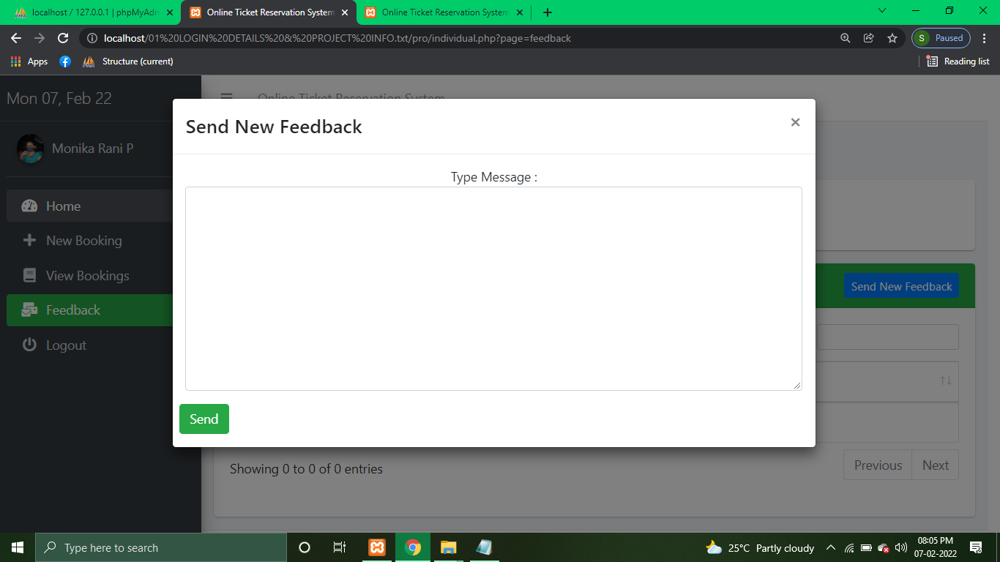 localhost / 127.0.0.1 | phpMyAdm
Online Ticket Reservation System
Online Ticket Reservation System
localhost/01%20LOGIN%20DETAILS%20&%20PROJECT%20INFO.txt/pro/individual.php?page=feedback
S Paused
Apps
Structure (current)
Reading list
Mon 07, Feb 22
Online Ticket Reservation System
Send New Feedback
×
Monika Rani P
Type Message :
Home
New Booking
View Bookings
Send New Feedback
Feedback
Logout
Send
Showing 0 to 0 of 0 entries
Previous
Next
Type here to search
25°C Partly cloudy
08:05 PM
07-02-2022